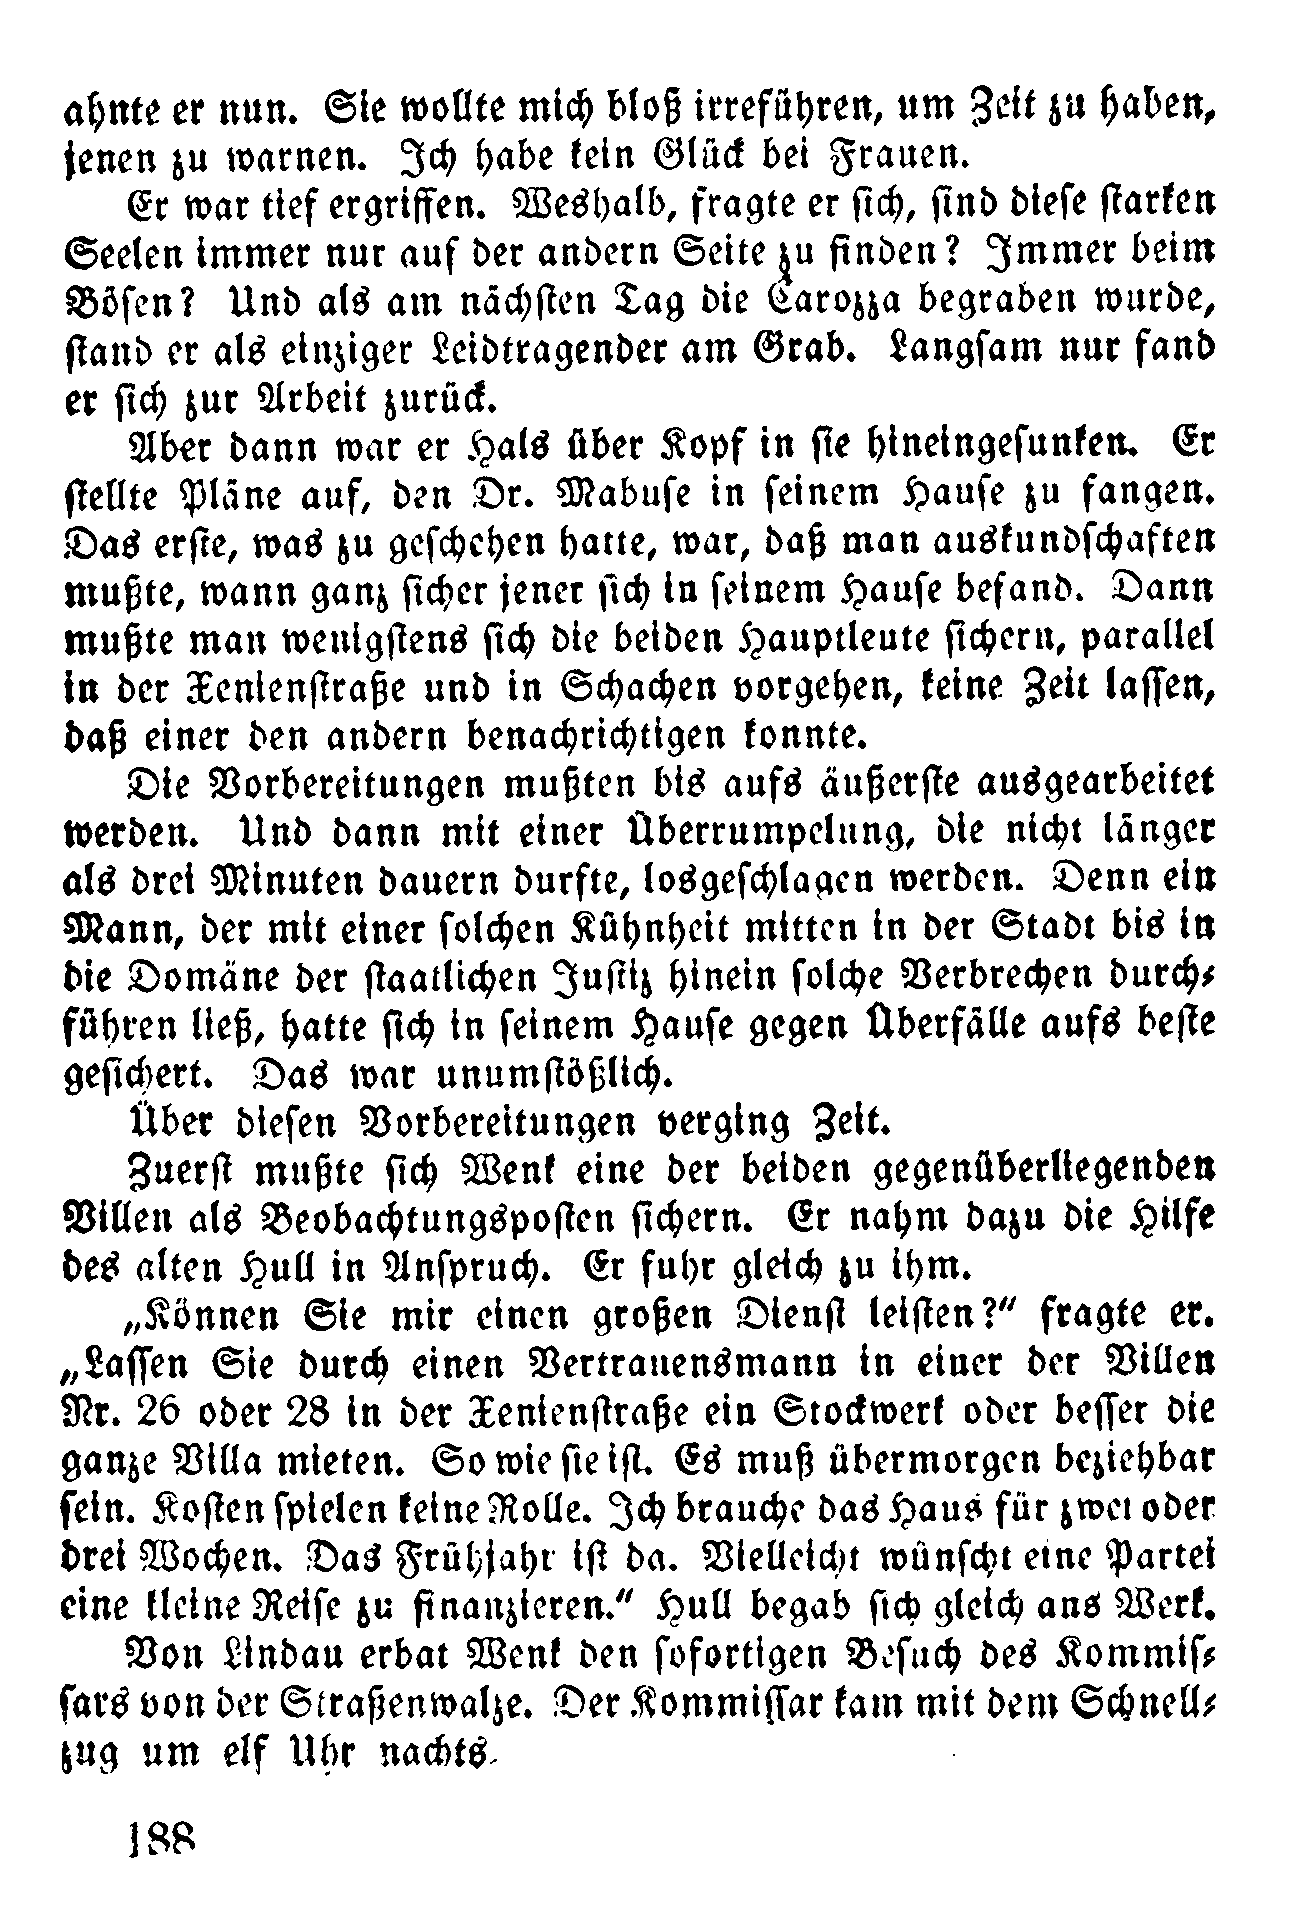 ahnte er nun. Sie wollte mich bloß irreführen, um Zeit zu haben,
jenen zu warnen. Ich habe kein Glück bei Frauen.
Er war tief ergriffen. Weshalb, fragte er sich, sind diese starken
Seelen immer nur auf der andern Seite zu finden? Immer beim
Bösen? Und als am nächsten Tag die Carozza begraben wurde,
stand er als einziger Leidtragender am Grab. Langsam nur fand
er sich zur Arbeit zurück.
Aber dann war er Hals über Kopf in sie hineingesunken. Er
stellte Pläne auf, den Dr. Mabuse in seinem Hause zu fangen.
Das erste, was zu geschehen hatte, war, daß man auskundschaften
mußte, wann ganz sicher jener sich in seinem Hause befand. Dann
mußte man wenigstens sich die beiden Hauptleute sichern, parallel
in der Xenienstraße und in Schachen vorgehen, keine Zeit lassen,
daß einer den andern benachrichtigen konnte.
Die Vorbereitungen mußten bis aufs äußerste ausgearbeitet
werden. Und dann mit einer Überrumpelung, die nicht länger
als drei Minuten dauern durfte, losgeschlagen werden. Denn ein
Mann, der mit einer solchen Kühnheit mitten in der Stadt bis in
die Domäne der staatlichen Justiz hinein solche Verbrechen durch-
führen ließ, hatte sich in seinem Hause gegen Überfälle aufs beste
gesichert. Das war unumstößlich.
Über diesen Vorbereitungen verging Zeit.
Zuerst mußte sich Wenk eine der beiden gegenüberliegenden
Villen als Beobachtungsposten sichern. Er nahm dazu die Hilfe
des alten Hull in Anspruch. Er fuhr gleich zu ihm.
„Können Sie mir einen großen Dienst leisten?“ fragte er.
„Lassen Sie durch einen Vertrauensmann in einer der Villen
Nr. 26 oder 28 in der Xenienstraße ein Stockwerk oder besser die
ganze Villa mieten. So wie sie ist. Es muß übermorgen beziehbar
sein. Kosten spielen keine Rolle. Ich brauche das Haus für zwei oder
drei Wochen. Das Frühjahr ist da. Vielleicht wünscht eine Partei
eine kleine Reise zu finanzieren.“ Hull begab sich gleich ans Werk.
Von Lindau erbat Wenk den sofortigen Besuch des Kommis-
sars von der Straßenwalze. Der Kommissar kam mit dem Schnell-
zug um elf Uhr nachts.
188